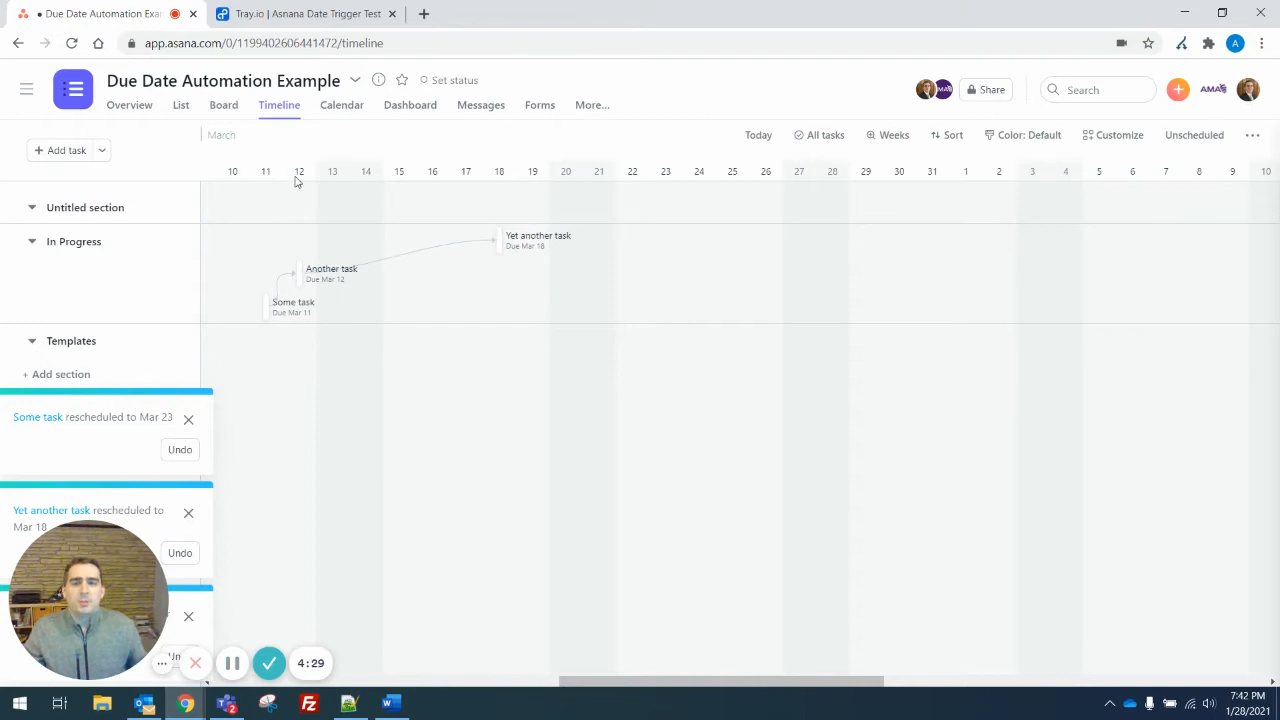 Due Date Automation Exa
Tray.io | Asnana Date Trigger Test
app.asana.com/0/1199402606441472/timeline
A
Due Date Automation Example
Set status
Share
Search
AMA
Overview
List
Board
Timeline
Calendar
Dashboard
Messages
Forms
More...
March
Today
All tasks
Weeks
Sort
Color: Default
Customize
Unscheduled
Add task
10 11 12 13 14 15 16 17 18 19 20 21 22 23 24 25 26 27 28 29 30 31 1 2 3 4 5 6 7 8 9 10
Untitled section
In Progress
Yet another task
Due Mar 18
Another task
Due Mar 12
Some task
Due Mar 11
Templates
+ Add section
Some task rescheduled to Mar 23
Undo
Yet another task rescheduled to
Mar 18
Undo
Un
4:29
7:42 PM
1/28/2021